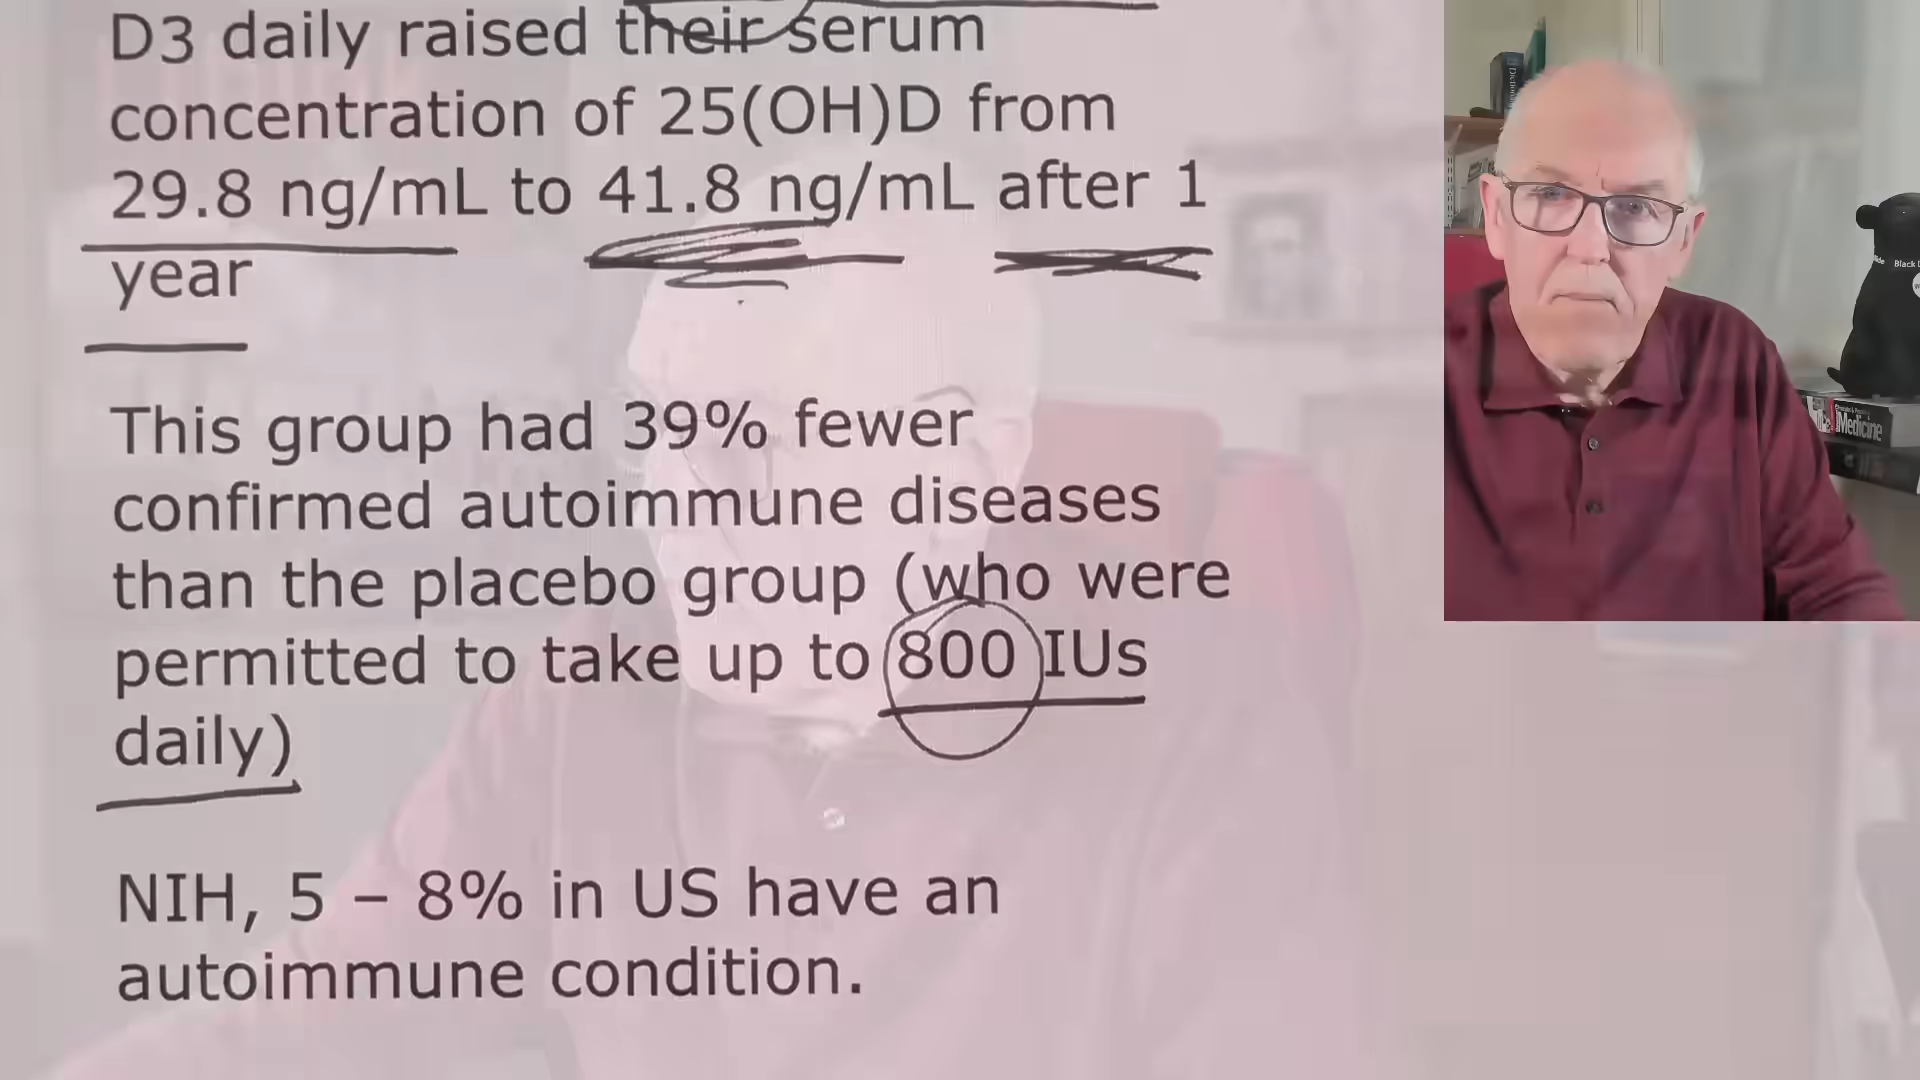 D3 daily raised their serum
concentration of 25(OH)D from
29.8 ng/mL to 41.8 ng/mL after 1
year
This group had 39% fewer
confirmed autoimmune diseases
than the placebo group (who were
permitted to take up to 800 IUs
daily)
NIH, 5 – 8% in US have an
autoimmune condition.
Black
Medicine